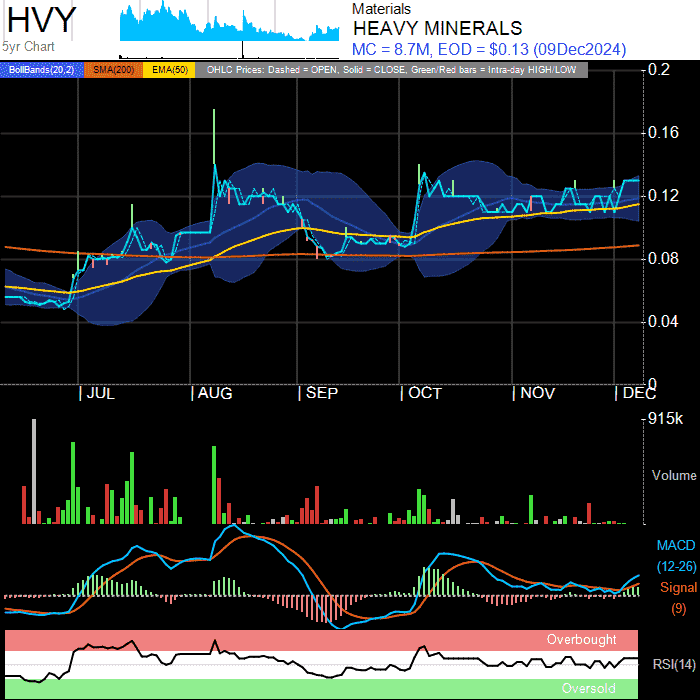 HVY
5yr Chart
Materials
HEAVY MINERALS
MC = 8.7M, EOD = $0.13 (09Dec2024)
BollBands(20,2) SMA(200) EMA(50) OHLC Prices: Dashed = OPEN, Solid = CLOSE, Green/Red bars = Intra-day HIGH/LOW
0.2
0.16
0.12
0.08
0.04
0
JUL AUG SEP OCT NOV DEC
915k
Volume
MACD
(12-26)
Signal
(9)
Overbought
RSI(14)
Oversold